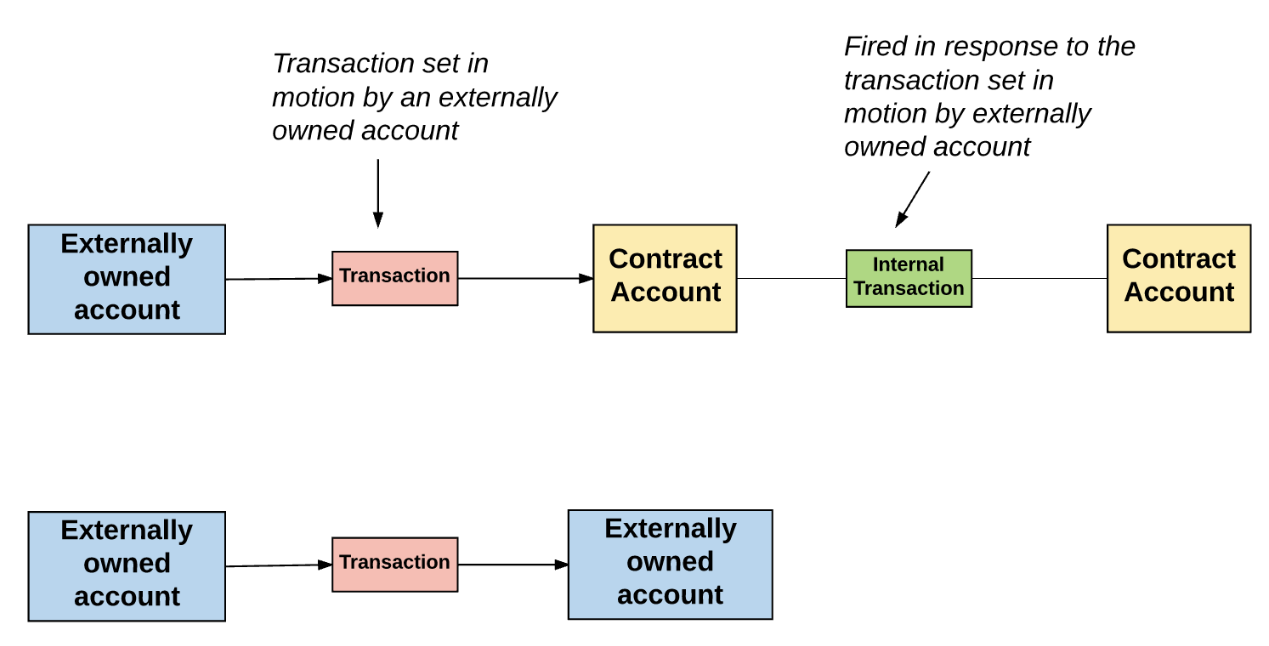 Transaction set in
motion by an externally
owned account
Fired in response to the
transaction set in
motion by externally
owned account
Externally
owned
account
Transaction
Contract
Account
Internal
Transaction
Contract
Account
Externally
owned
account
Transaction
Externally
owned
account